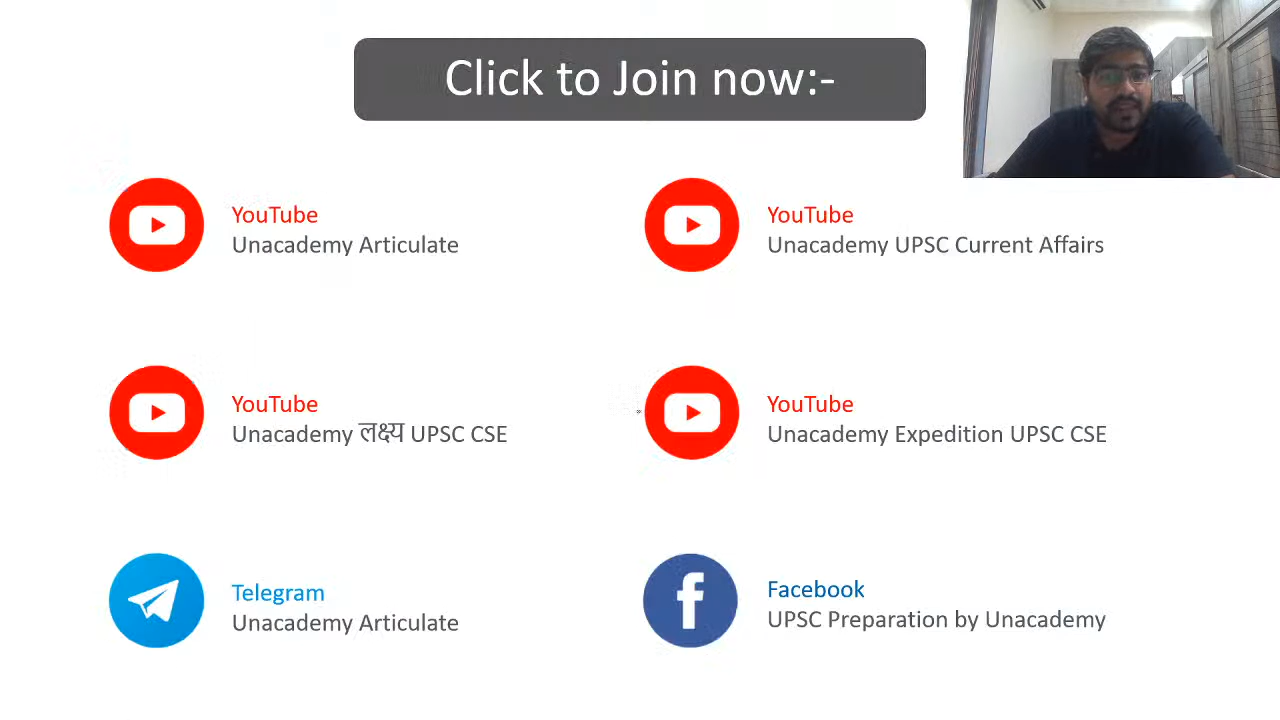 Click to Join now:-
YouTube
Unacademy Articulate
YouTube
Unacademy UPSC Current Affairs
YouTube
Unacademy लक्ष्य UPSC CSE
YouTube
Unacademy Expedition UPSC CSE
Telegram
Unacademy Articulate
Facebook
UPSC Preparation by Unacademy